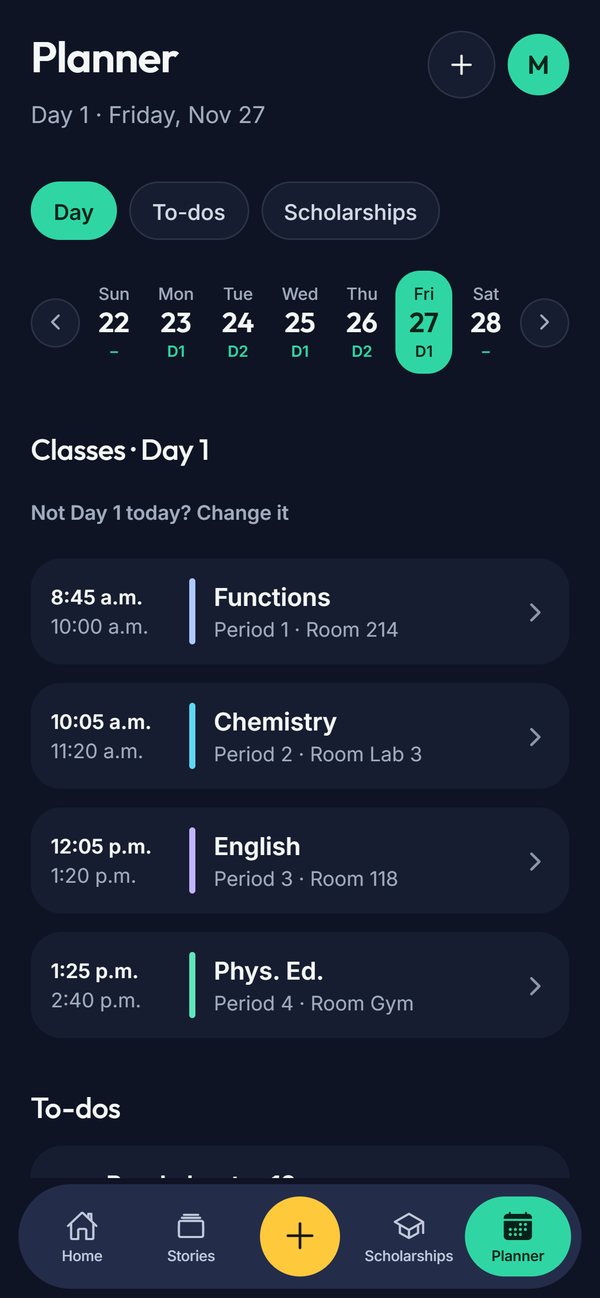 Planner
M
Day 1 · Friday, Nov 27
Day
To-dos
Scholarships
Sun Mon Tue Wed Thu Fri Sat
22 23 24 25 26 27 28
– D1 D2 D1 D2 D1 –
Classes · Day 1
Not Day 1 today? Change it
8:45 a.m.
10:00 a.m.
Functions
Period 1 · Room 214
10:05 a.m.
11:20 a.m.
Chemistry
Period 2 · Room Lab 3
12:05 p.m.
1:20 p.m.
English
Period 3 · Room 118
1:25 p.m.
2:40 p.m.
Phys. Ed.
Period 4 · Room Gym
To-dos
Home
Stories
Scholarships
Planner